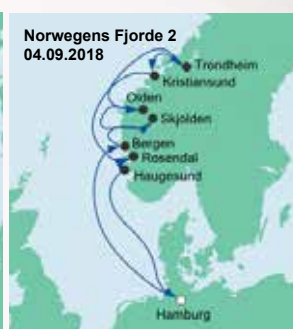 Norwegens Fjorde 2
04.09.2018
Trondheim
Kristiansund
Olden
Skjolden
Bergen
Rosendal
Haugesund
Hamburg